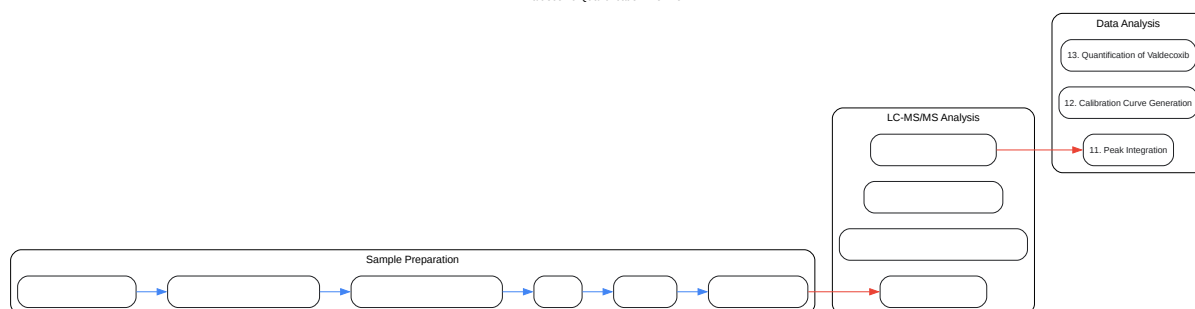 Data Analysis
13. Quantification of Valdecoxib
12. Calibration Curve Generation
LC-MS/MS Analysis
11. Peak Integration
Sample Preparation